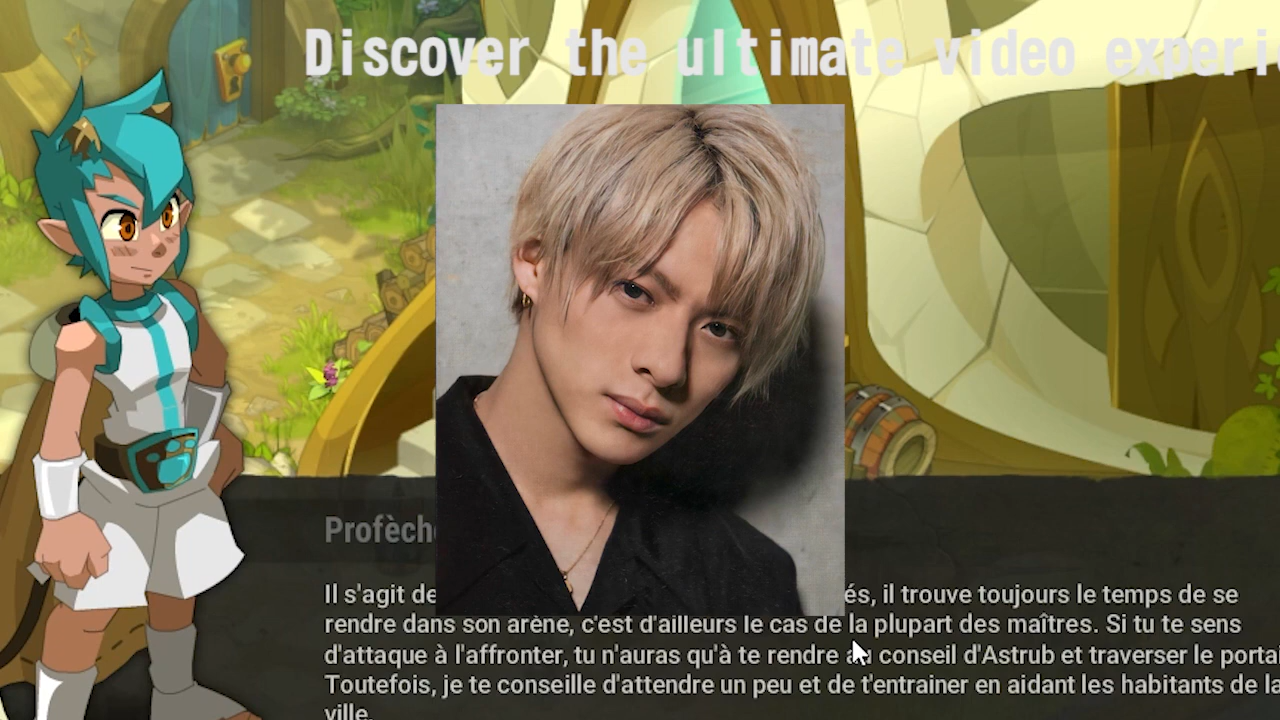 Discover the ultimate video experi
Profèch
Il s'agit de és, il trouve toujours le temps de se
rendre dans son arène, c'est d'ailleurs le cas de la plupart des maîtres. Si tu te sens
d'attaque à l'affronter, tu n'auras qu'à te rendre au conseil d'Astrub et traverser le portai
Toutefois, je te conseille d'attendre un peu et de t'entrainer en aidant les habitants de la
ville.